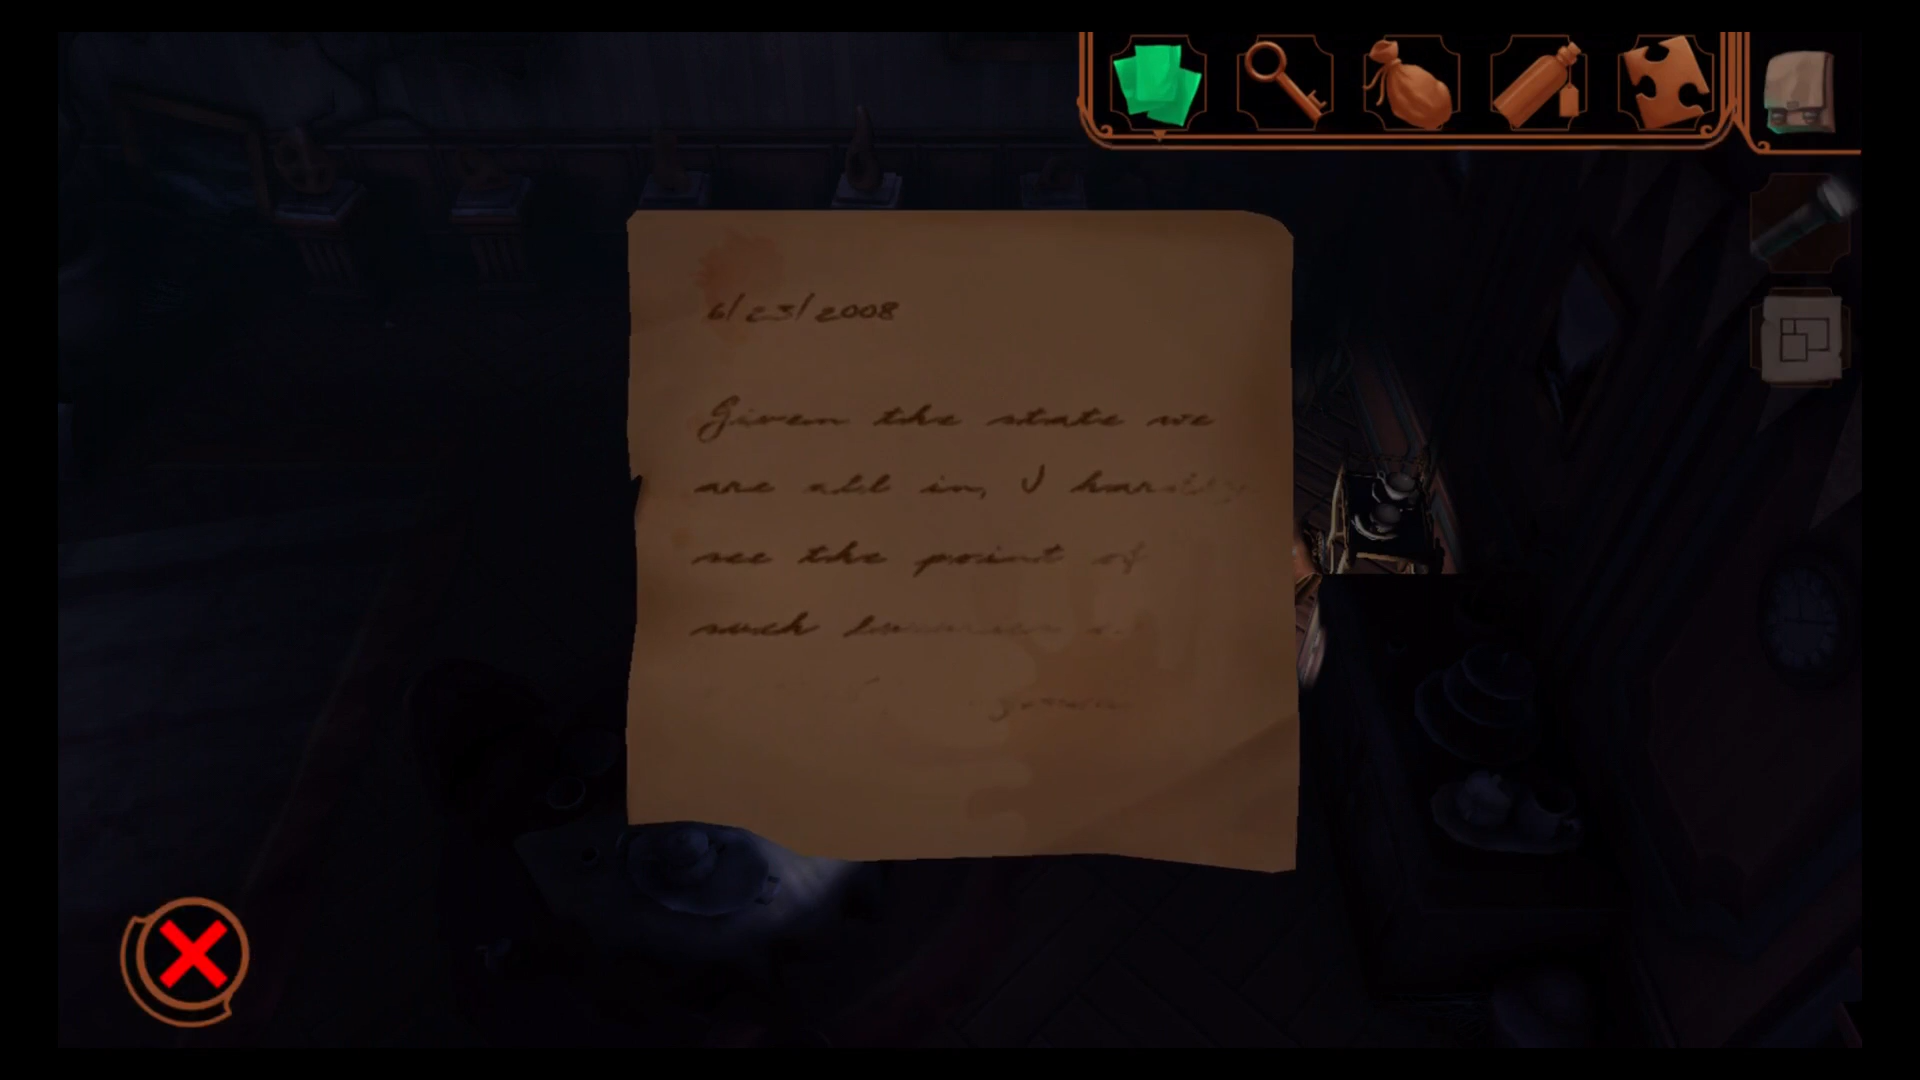 6/23/2008
Given the state we
are all in, I hardly
see the point of
such